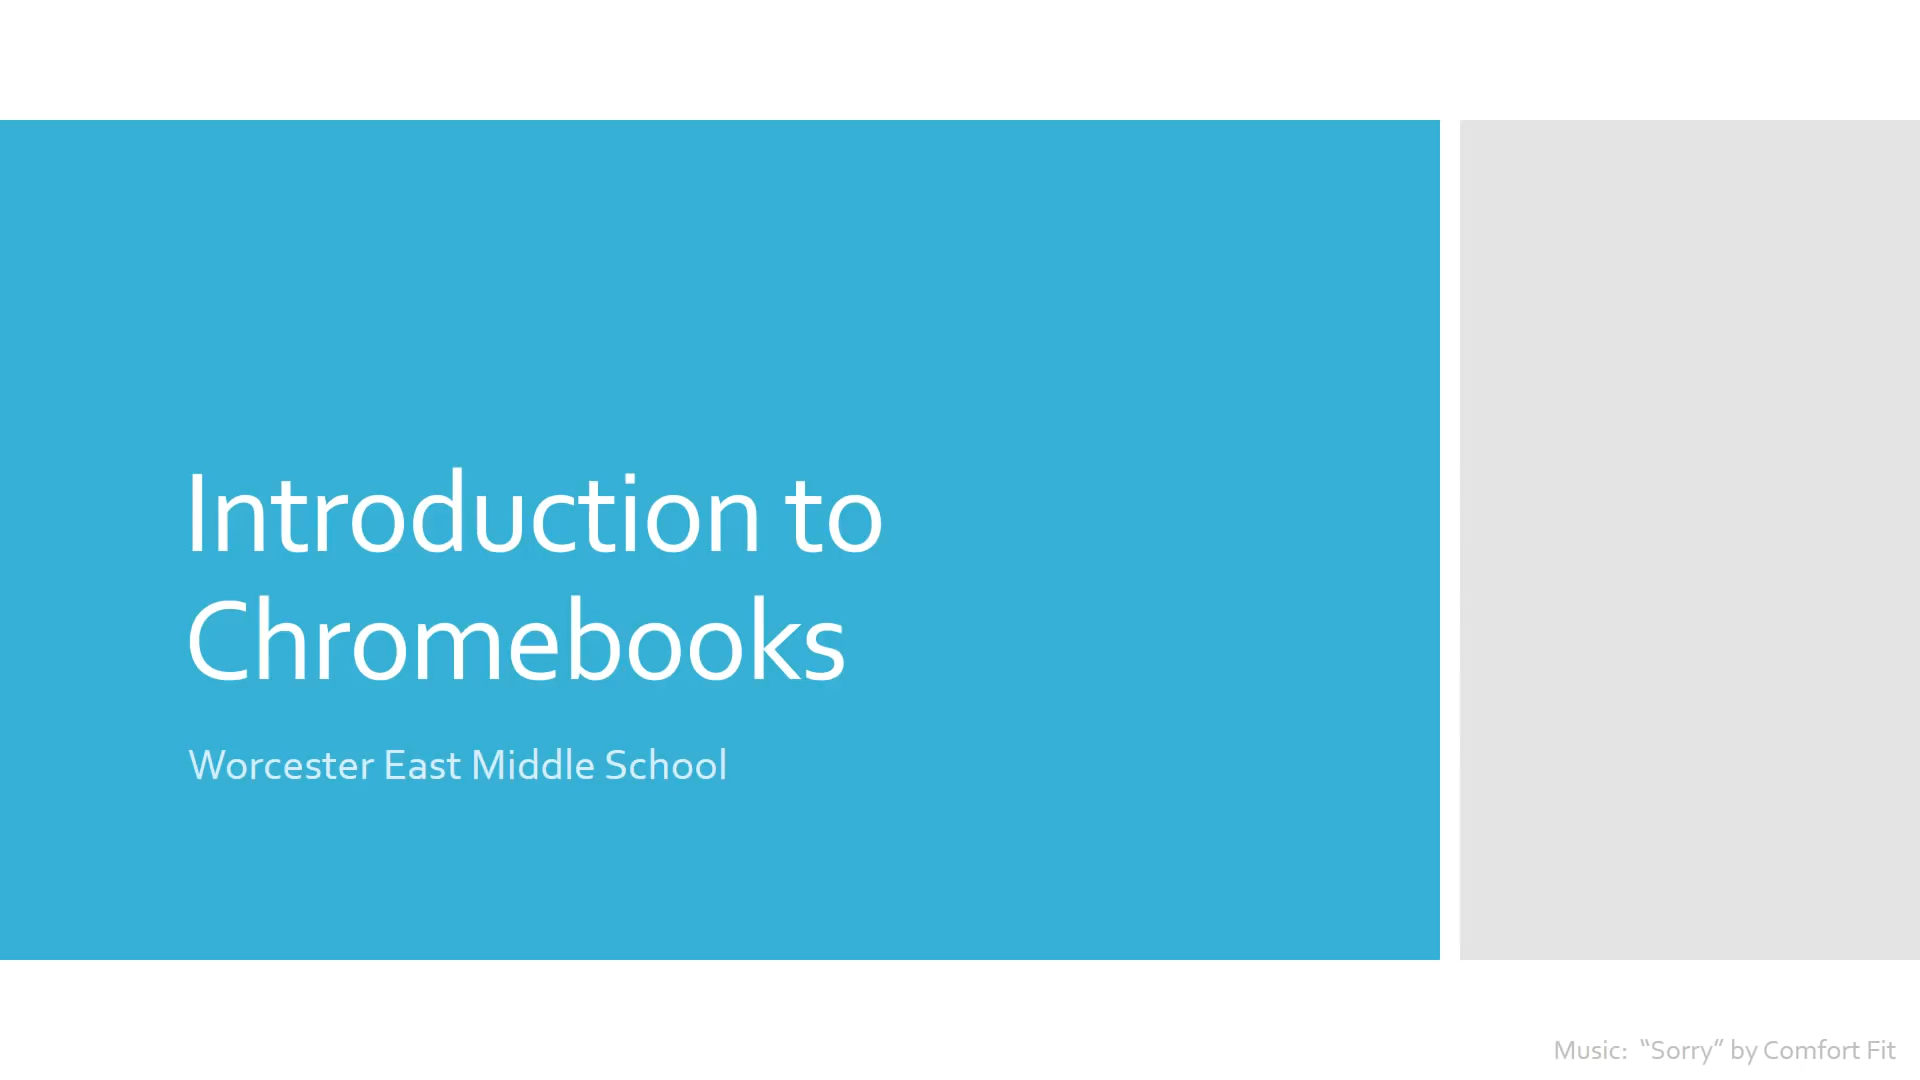 Introduction to
Chromebooks
Worcester East Middle School
Music: “Sorry” by Comfort Fit